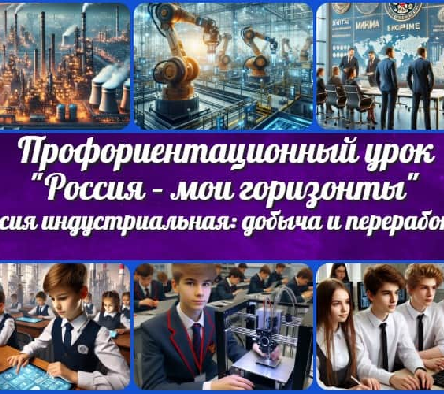 Профориентационный урок
"Россия – мои горизонты"
сия индустриальная: добыча и перерабо